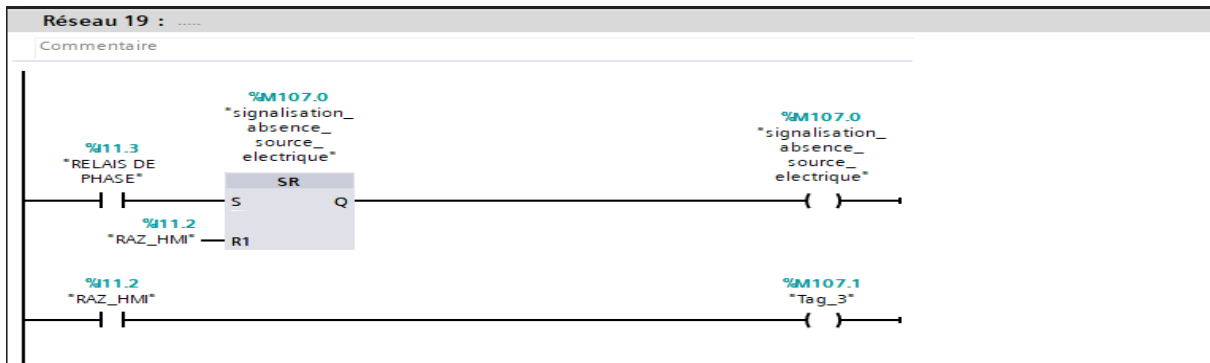 Réseau 19 : .....
Commentaire
%M107.0
"signalisation_
absence_
source_
electrique"
%M107.0
"signalisation_
absence_
source_
electrique"
%I11.3
"RELAIS DE
PHASE"
SR
S
Q
%I11.2
"RAZ_HMI"
R1
%I11.2
"RAZ_HMI"
%M107.1
"Tag_3"